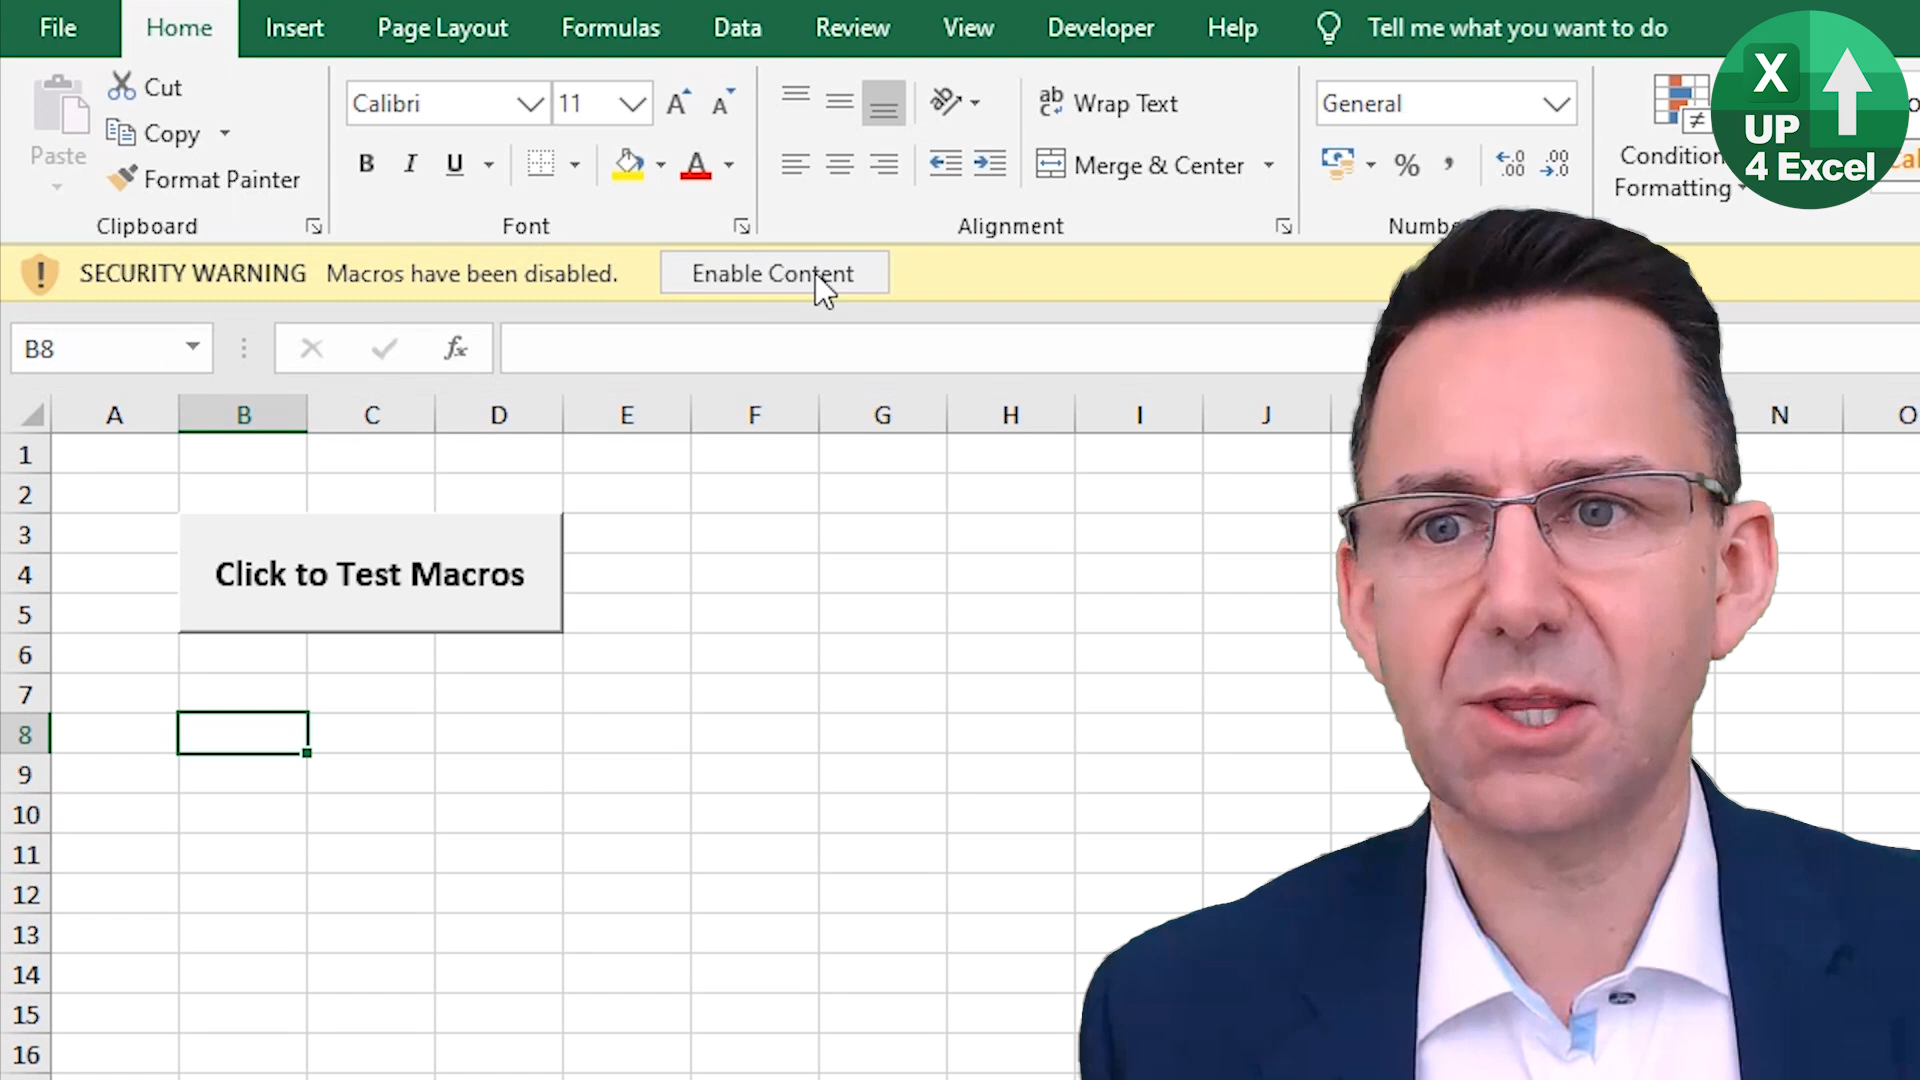 File Home Insert Page Layout Formulas Data Review View Developer Help Tell me what you want to do
X
UP
4 Excel
Paste
Cut
Copy
Format Painter
Clipboard
Calibri 11 A A
B I U A
Font
ab Wrap Text
Merge & Center
Alignment
General
% ,
Condition
Formatting
SECURITY WARNING Macros have been disabled. Enable Content
B8 fx
A B C D E F G H I J N O
1
2
3
4
5
6
7
8
9
10
11
12
13
14
15
16
Click to Test Macros